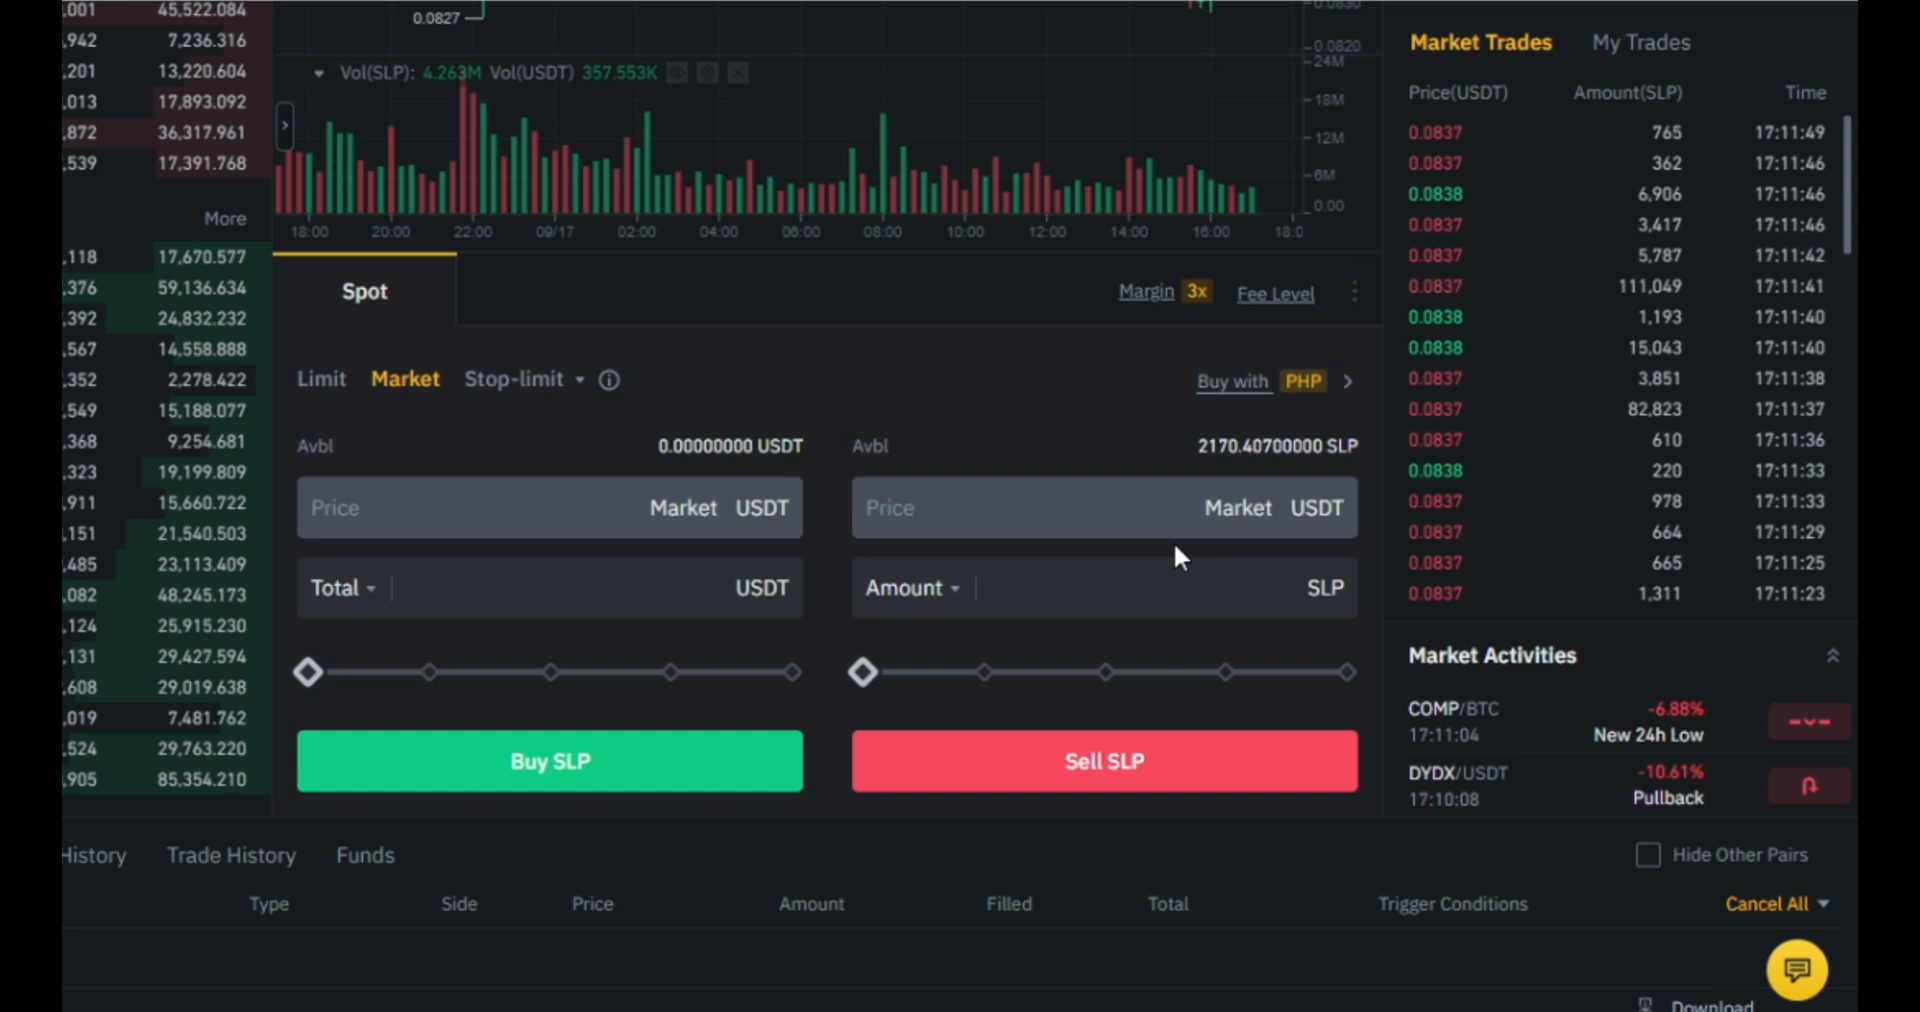 ,001 45,522.084
,942 7,236.316
,201 13,220.604
,013 17,893.092
,872 36,317.961
,539 17,391.768
More
,118 17,670.577
,376 59,136.634
,392 24,832.232
,567 14,558.888
,352 2,278.422
,549 15,188.077
,368 9,254.681
,323 19,199.809
,911 15,660.722
,151 21,540.503
,485 23,113.409
,082 48,245.173
,124 25,915.230
,131 29,427.594
,608 29,019.638
,019 7,481.762
,524 29,763.220
,905 85,354.210
0.0827
0.0830
0.0820
Vol(SLP): 4.263M Vol(USDT) 357.553K
24M
18M
12M
6M
0.00
18:00 20:00 22:00 09/17 02:00 04:00 06:00 08:00 10:00 12:00 14:00 16:00 18:0
Spot
Margin 3x Fee Level
Limit Market Stop-limit
Buy with PHP
Avbl 0.00000000 USDT
Price Market USDT
Total USDT
Buy SLP
Avbl 2170.40700000 SLP
Price Market USDT
Amount SLP
Sell SLP
Market Trades My Trades
Price(USDT) Amount(SLP) Time
0.0837 765 17:11:49
0.0837 362 17:11:46
0.0838 6,906 17:11:46
0.0837 3,417 17:11:46
0.0837 5,787 17:11:42
0.0837 111,049 17:11:41
0.0838 1,193 17:11:40
0.0838 15,043 17:11:40
0.0837 3,851 17:11:38
0.0837 82,823 17:11:37
0.0837 610 17:11:36
0.0838 220 17:11:33
0.0837 978 17:11:33
0.0837 664 17:11:29
0.0837 665 17:11:25
0.0837 1,311 17:11:23
Market Activities
COMP/BTC -6.88%
17:11:04 New 24h Low
DYDX/USDT -10.61%
17:10:08 Pullback
History Trade History Funds
Hide Other Pairs
Type Side Price Amount Filled Total Trigger Conditions Cancel All
Download